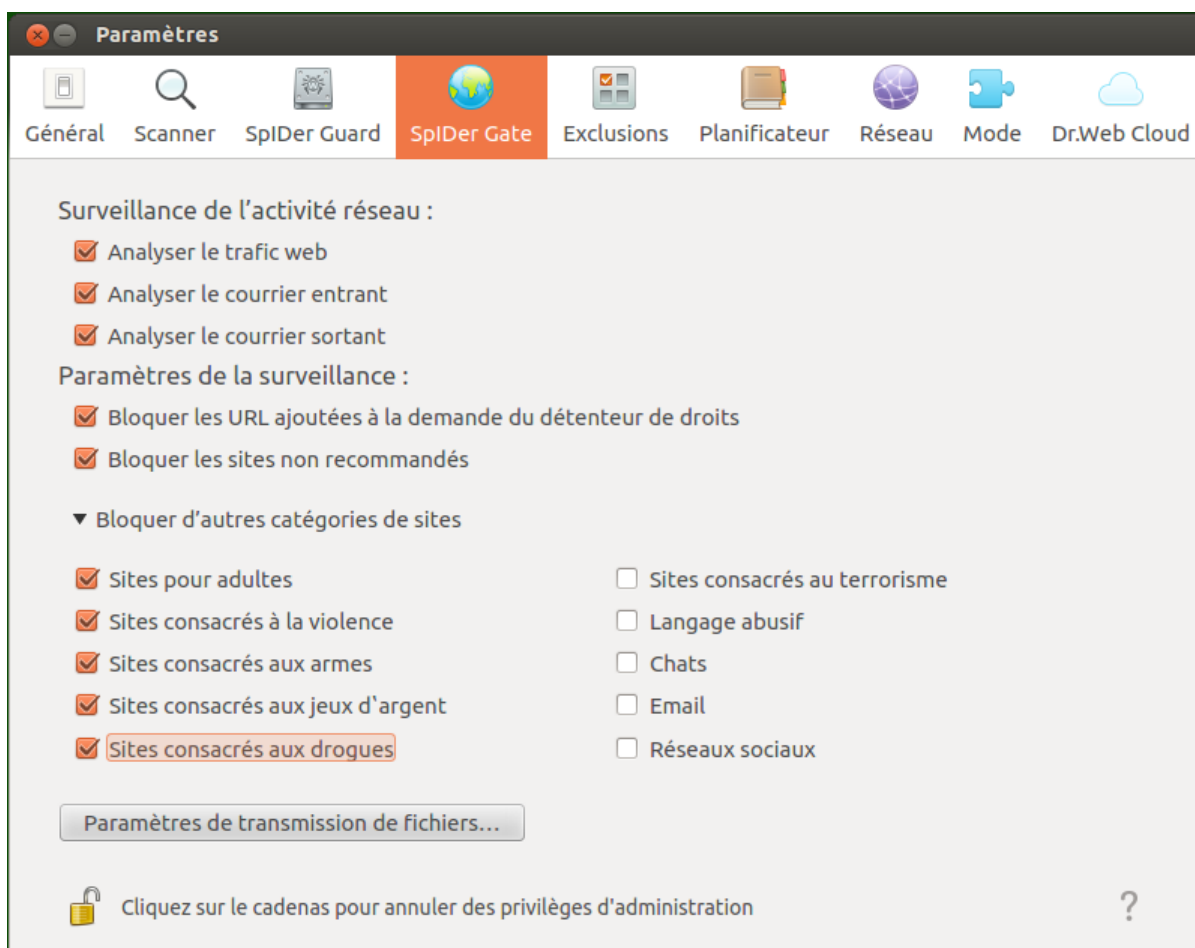 Paramètres
Général Scanner SpIDer Guard SpIDer Gate Exclusions Planificateur Réseau Mode Dr.Web Cloud
Surveillance de l’activité réseau :
Analyser le trafic web
Analyser le courrier entrant
Analyser le courrier sortant
Paramètres de la surveillance :
Bloquer les URL ajoutées à la demande du détenteur de droits
Bloquer les sites non recommandés
Bloquer d’autres catégories de sites
Sites pour adultes
Sites consacrés à la violence
Sites consacrés aux armes
Sites consacrés aux jeux d`argent
Sites consacrés aux drogues
Sites consacrés au terrorisme
Langage abusif
Chats
Email
Réseaux sociaux
Paramètres de transmission de fichiers…
Cliquez sur le cadenas pour annuler des privilèges d'administration
?